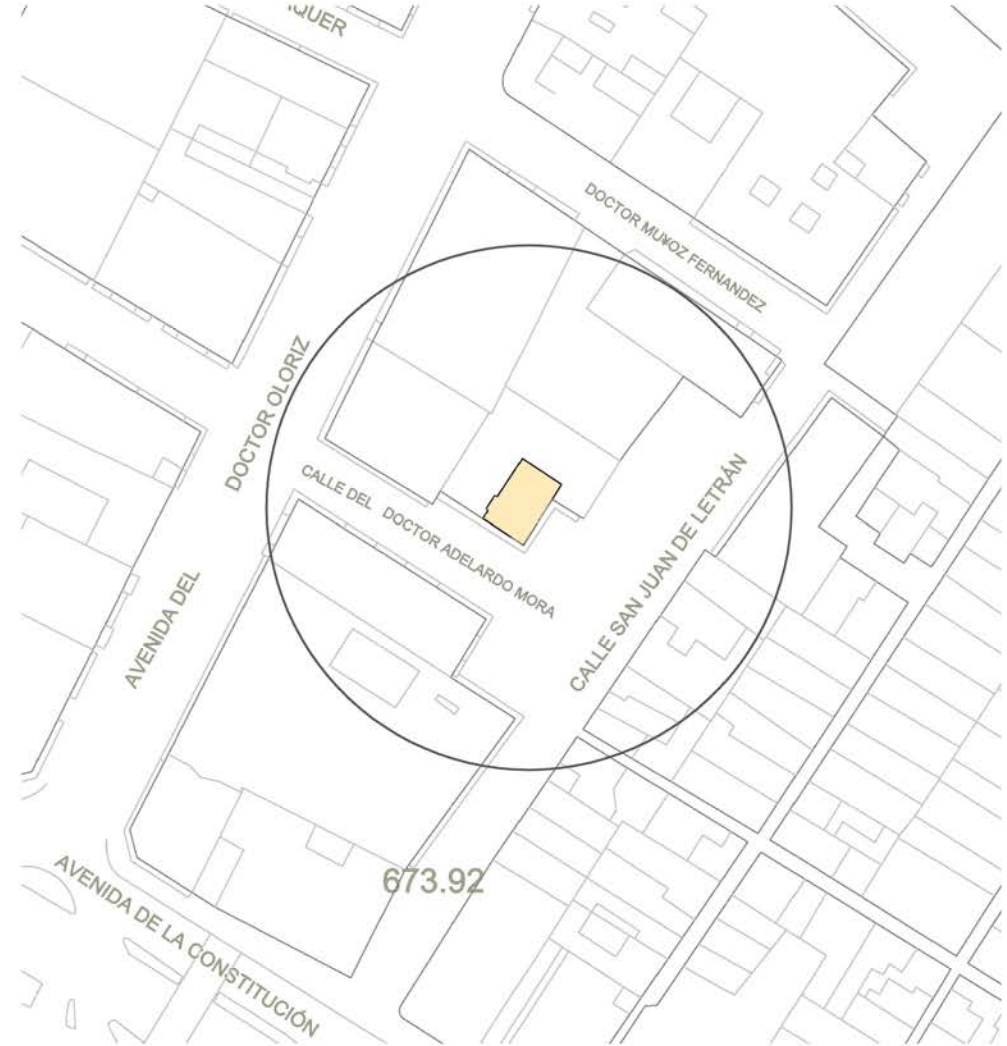 DOCTOR MUÑOZ FERNANDEZ
DOCTOR OLORIZ
AVENIDA DEL
CALLE DEL DOCTOR ADELARDO MORA
CALLE SAN JUAN DE LETRÁN
673.92
AVENIDA DE LA CONSTITUCIÓN